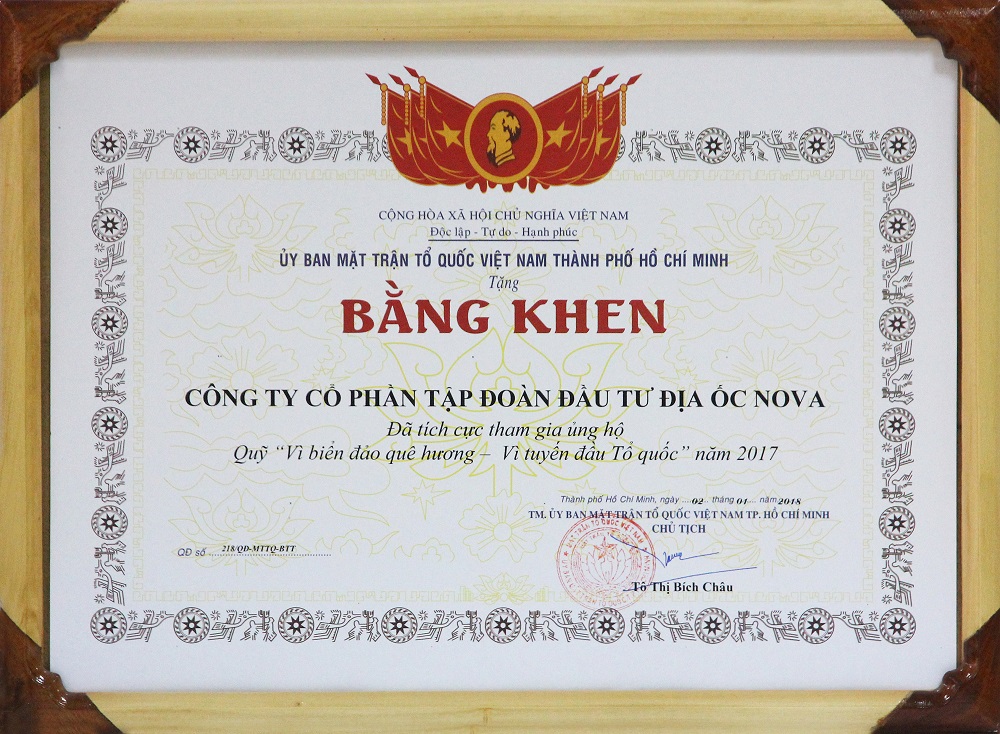 CỘNG HÒA XÃ HỘI CHỦ NGHĨA VIỆT NAM
Độc lập - Tự do - Hạnh phúc
ỦY BAN MẶT TRẬN TỔ QUỐC VIỆT NAM THÀNH PHỐ HỒ CHÍ MINH
Tặng
BẰNG KHEN
CÔNG TY CỔ PHẦN TẬP ĐOÀN ĐẦU TƯ ĐỊA ỐC NOVA
Đã tích cực tham gia ủng hộ
Quỹ “Vì biển đảo quê hương – Vì tuyến đầu Tổ quốc” năm 2017
Thành phố Hồ Chí Minh, ngày ....02.. tháng 01.... năm 2018
TM. ỦY BAN MẶT TRẬN TỔ QUỐC VIỆT NAM TP. HỒ CHÍ MINH
CHỦ TỊCH
QĐ số ....218/QĐ-MTTQ-BTT..............
Tô Thị Bích Châu